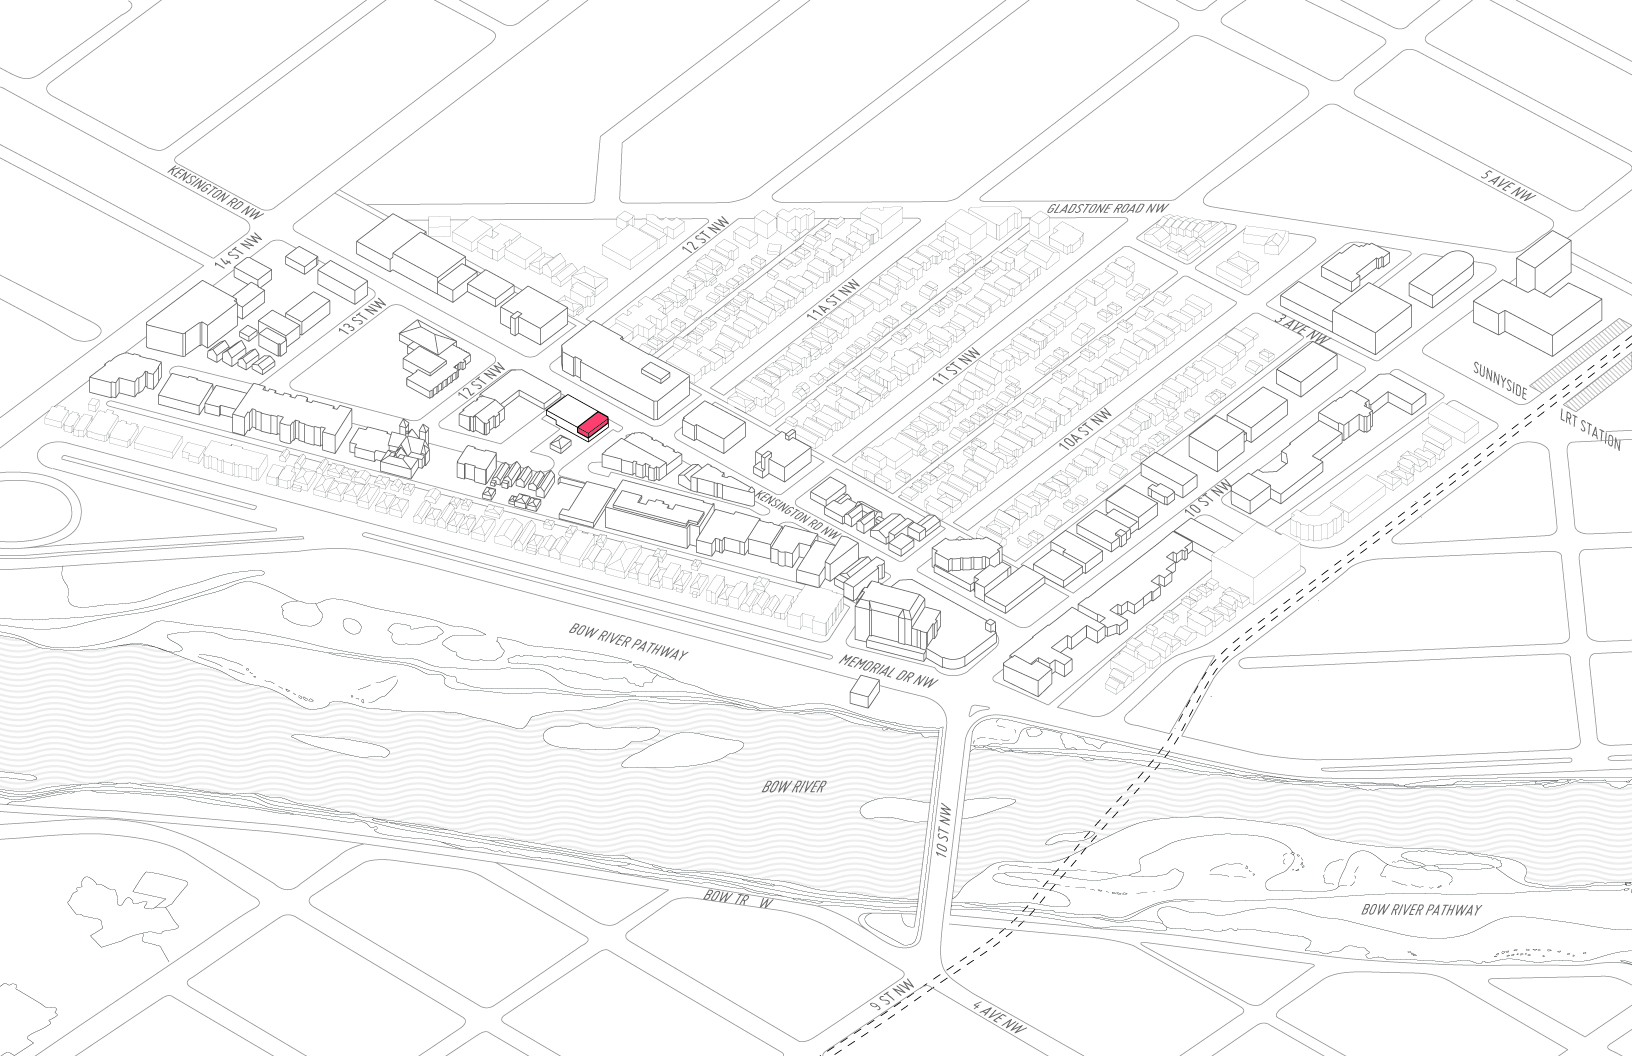 KENSINGTON RD NW
5 AVE NW
GLADSTONE ROAD NW
14 ST NW
12 ST NW
13 ST NW
11A ST NW
3 AVE NW
11 ST NW
12 ST NW
SUNNYSIDE
LRT STATION
10A ST NW
10 ST NW
KENSINGTON RD NW
BOW RIVER PATHWAY
MEMORIAL DR NW
BOW RIVER
10 ST NW
BOW TR W
BOW RIVER PATHWAY
9 ST NW
4 AVE NW